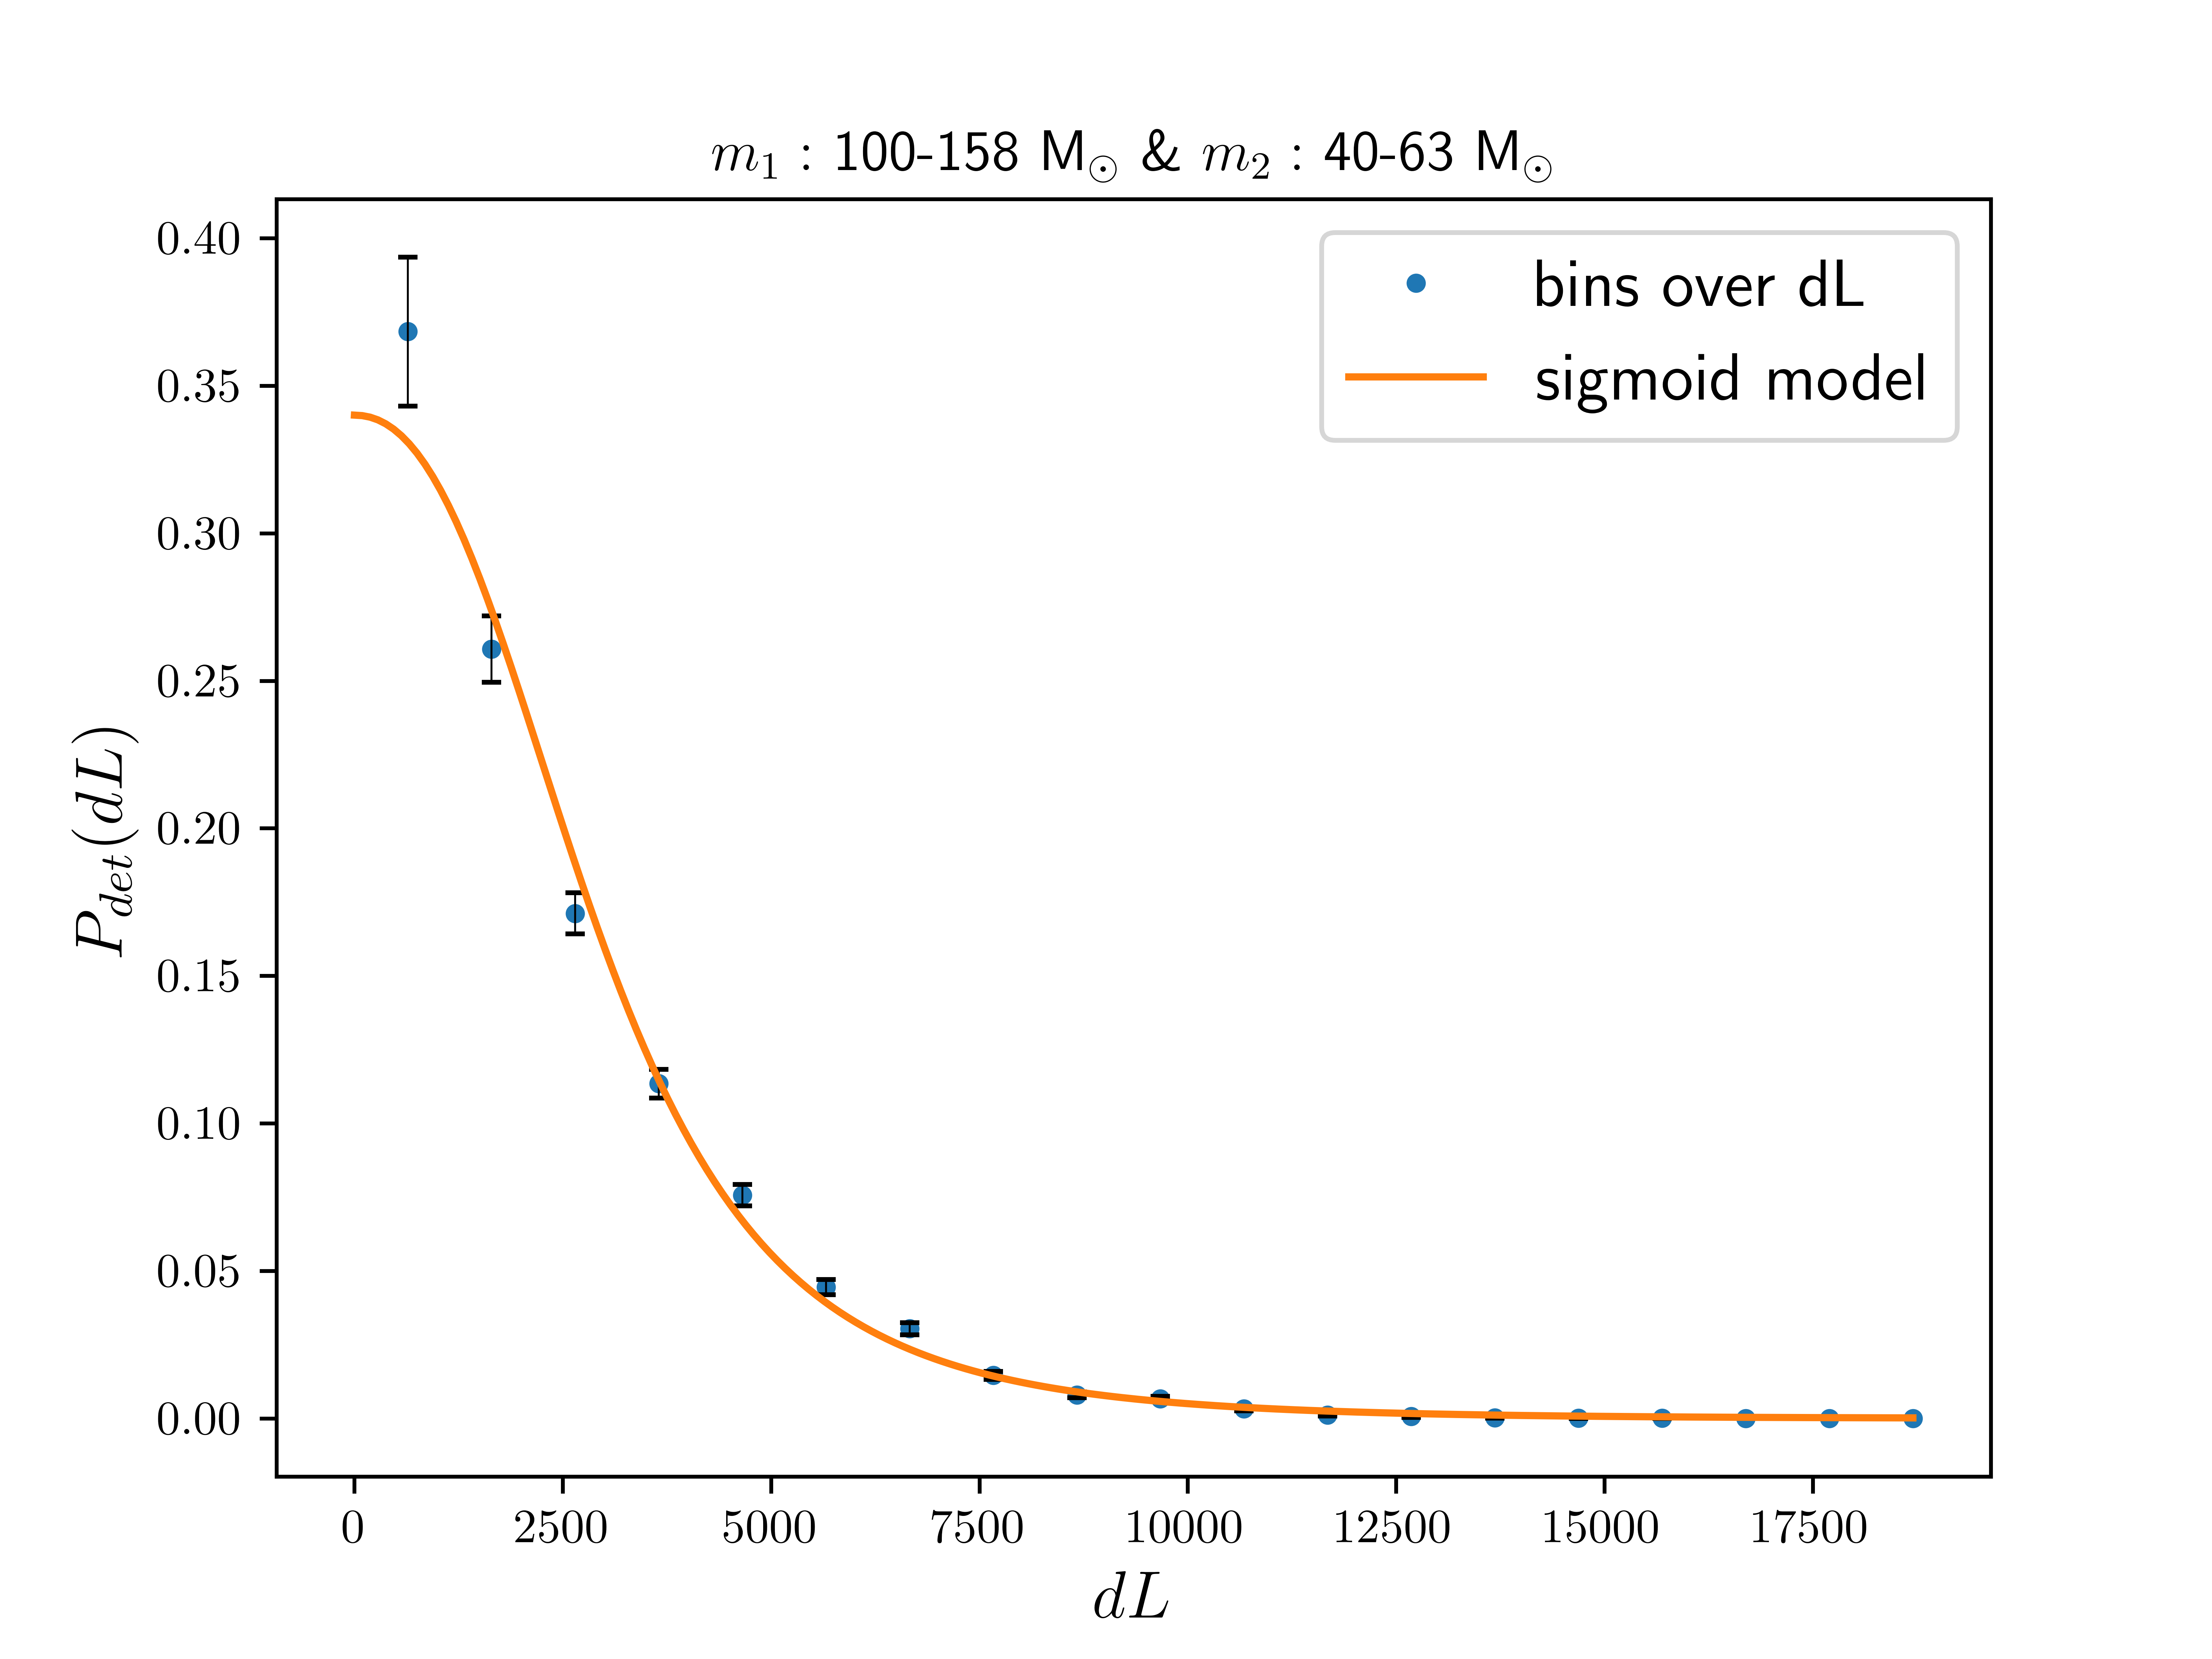 m₁ : 100-158 M☉ & m₂ : 40-63 M☉
0.40
0.35
0.30
0.25
0.20
0.15
0.10
0.05
0.00
P_det(dL)
bins over dL
sigmoid model
0 2500 5000 7500 10000 12500 15000 17500
dL